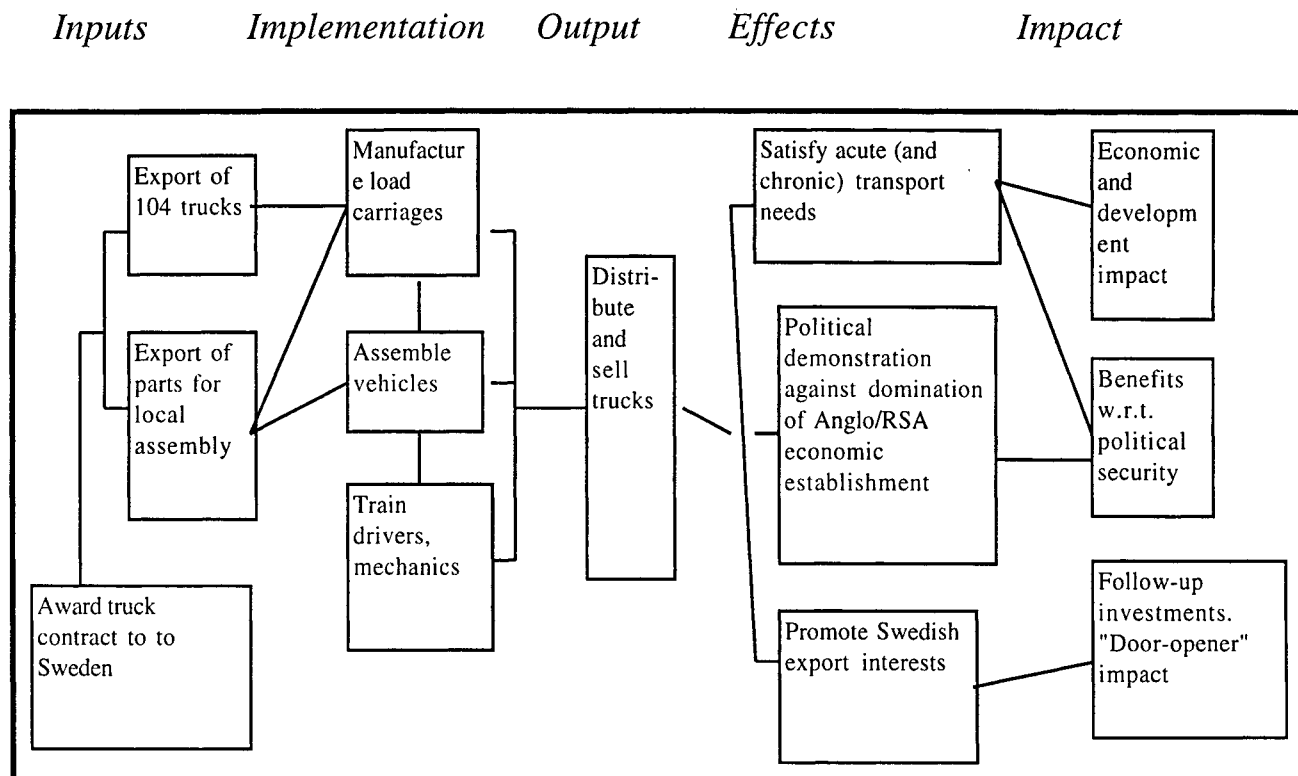 Inputs Implementation Output Effects Impact
Export of
104 trucks
Export of
parts for
local
assembly
Award truck
contract to to
Sweden
Manufactur
e load
carriages
Assemble
vehicles
Train
drivers,
mechanics
Distri-
bute
and
sell
trucks
Satisfy acute (and
chronic) transport
needs
Political
demonstration
against domination
of Anglo/RSA
economic
establishment
Promote Swedish
export interests
Economic
and
developm
ent
impact
Benefits
w.r.t.
political
security
Follow-up
investments.
"Door-opener"
impact